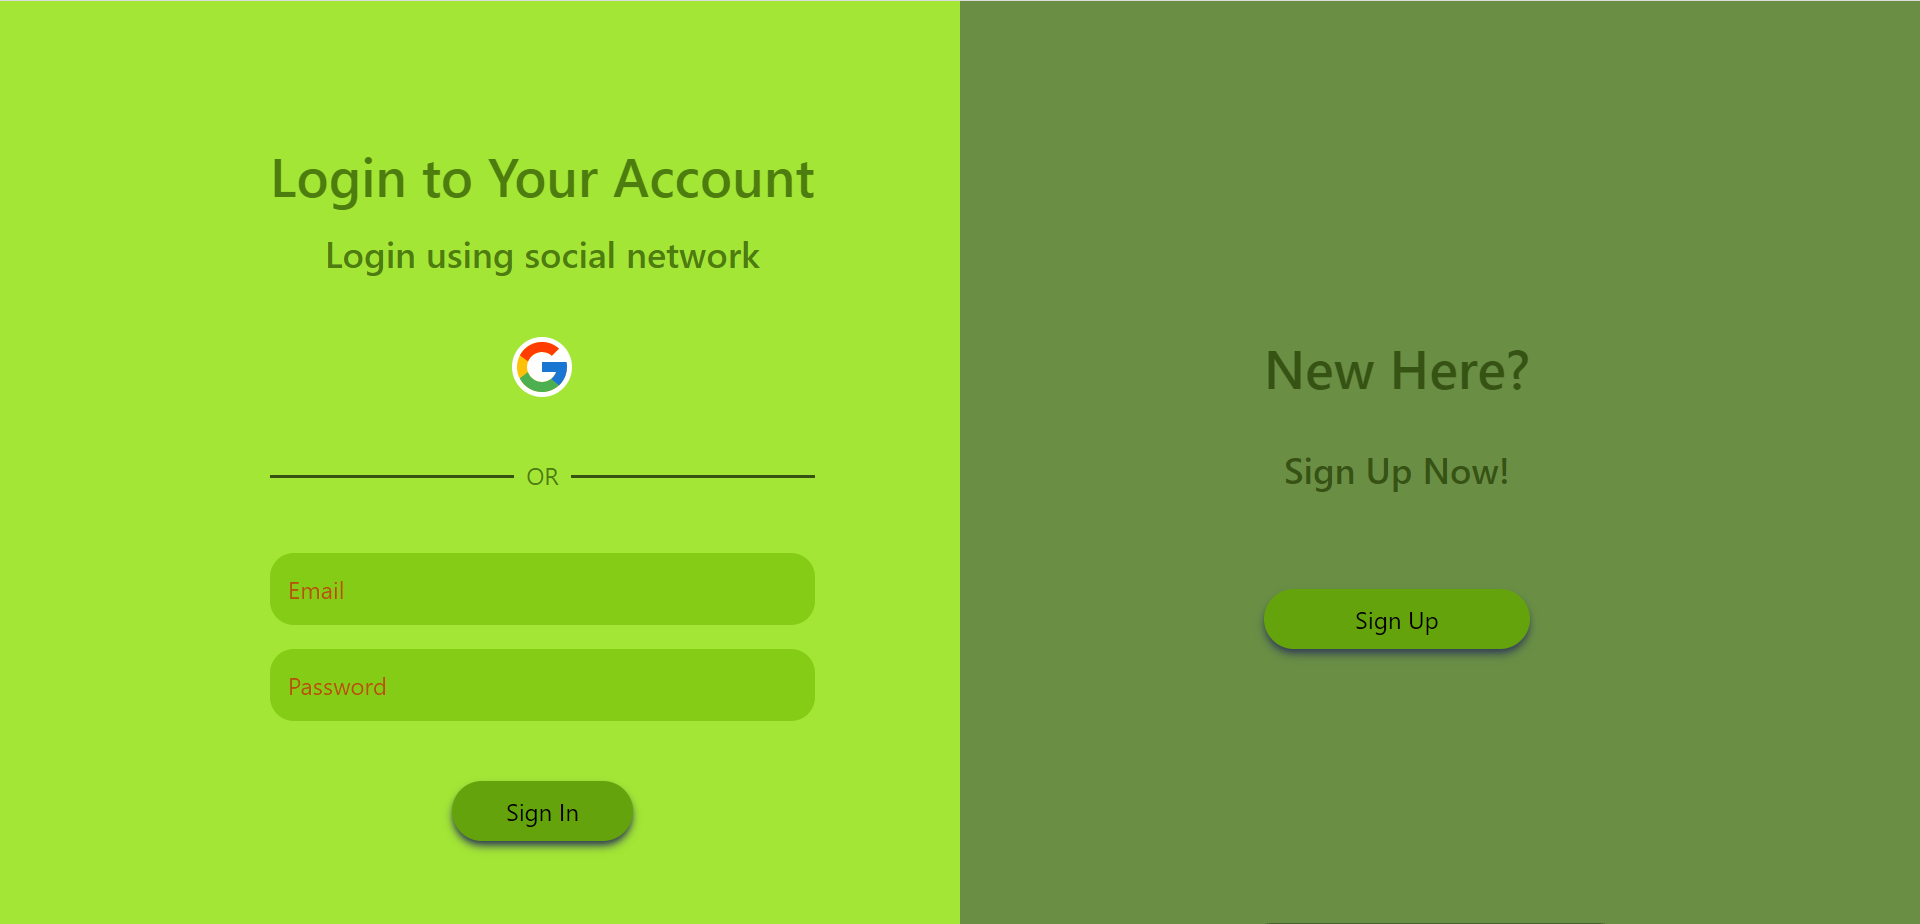 Login to Your Account
Login using social network
OR
Email
Password
Sign In
New Here?
Sign Up Now!
Sign Up